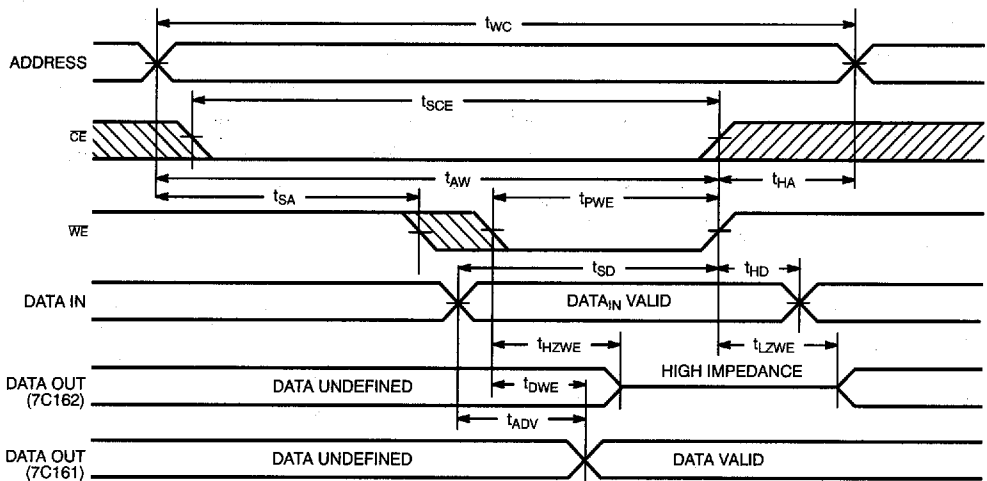 tWC
ADDRESS
tSCE
CE
tAW
tHA
tSA
tPWE
WE
tSD
tHD
DATA IN
DATAIN VALID
tHZWE
tLZWE
HIGH IMPEDANCE
DATA OUT
(7C162)
DATA UNDEFINED
tDWE
tADV
DATA OUT
(7C161)
DATA UNDEFINED
DATA VALID